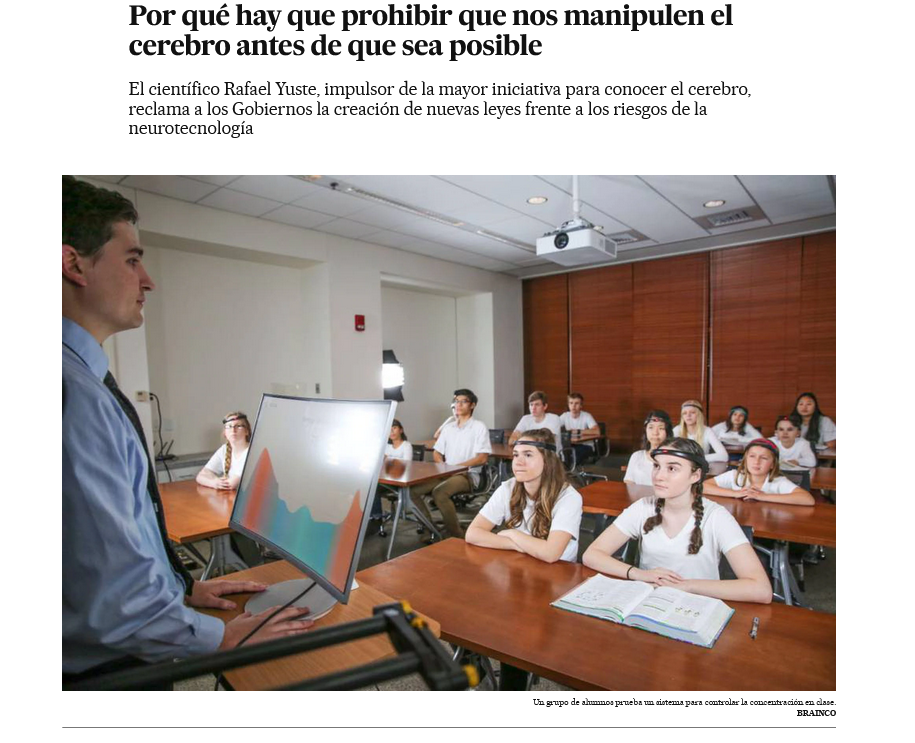 Por qué hay que prohibir que nos manipulen el
cerebro antes de que sea posible
El científico Rafael Yuste, impulsor de la mayor iniciativa para conocer el cerebro,
reclama a los Gobiernos la creación de nuevas leyes frente a los riesgos de la
neurotecnología
Un grupo de alumnos prueba un sistema para controlar la concentración en clase.
BRAINCO